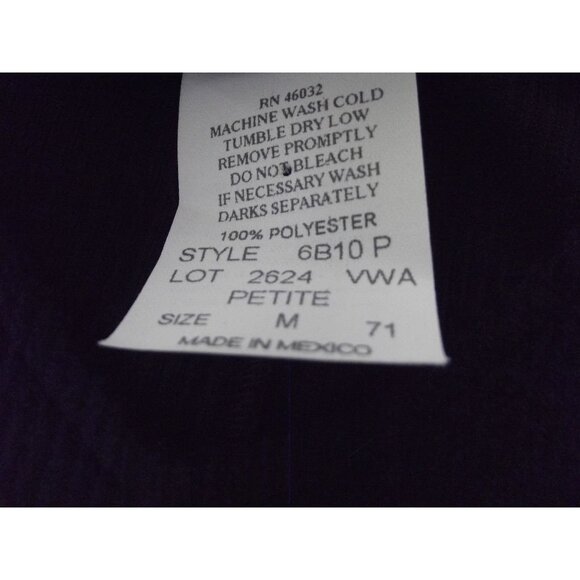 RN 46032
MACHINE WASH COLD
TUMBLE DRY LOW
REMOVE PROMPTLY
DO NOT BLEACH
IF NECESSARY WASH
DARKS SEPARATELY
100% POLYESTER
STYLE 6B10 P
LOT 2624 VWA
PETITE
SIZE M 71
MADE IN MEXICO